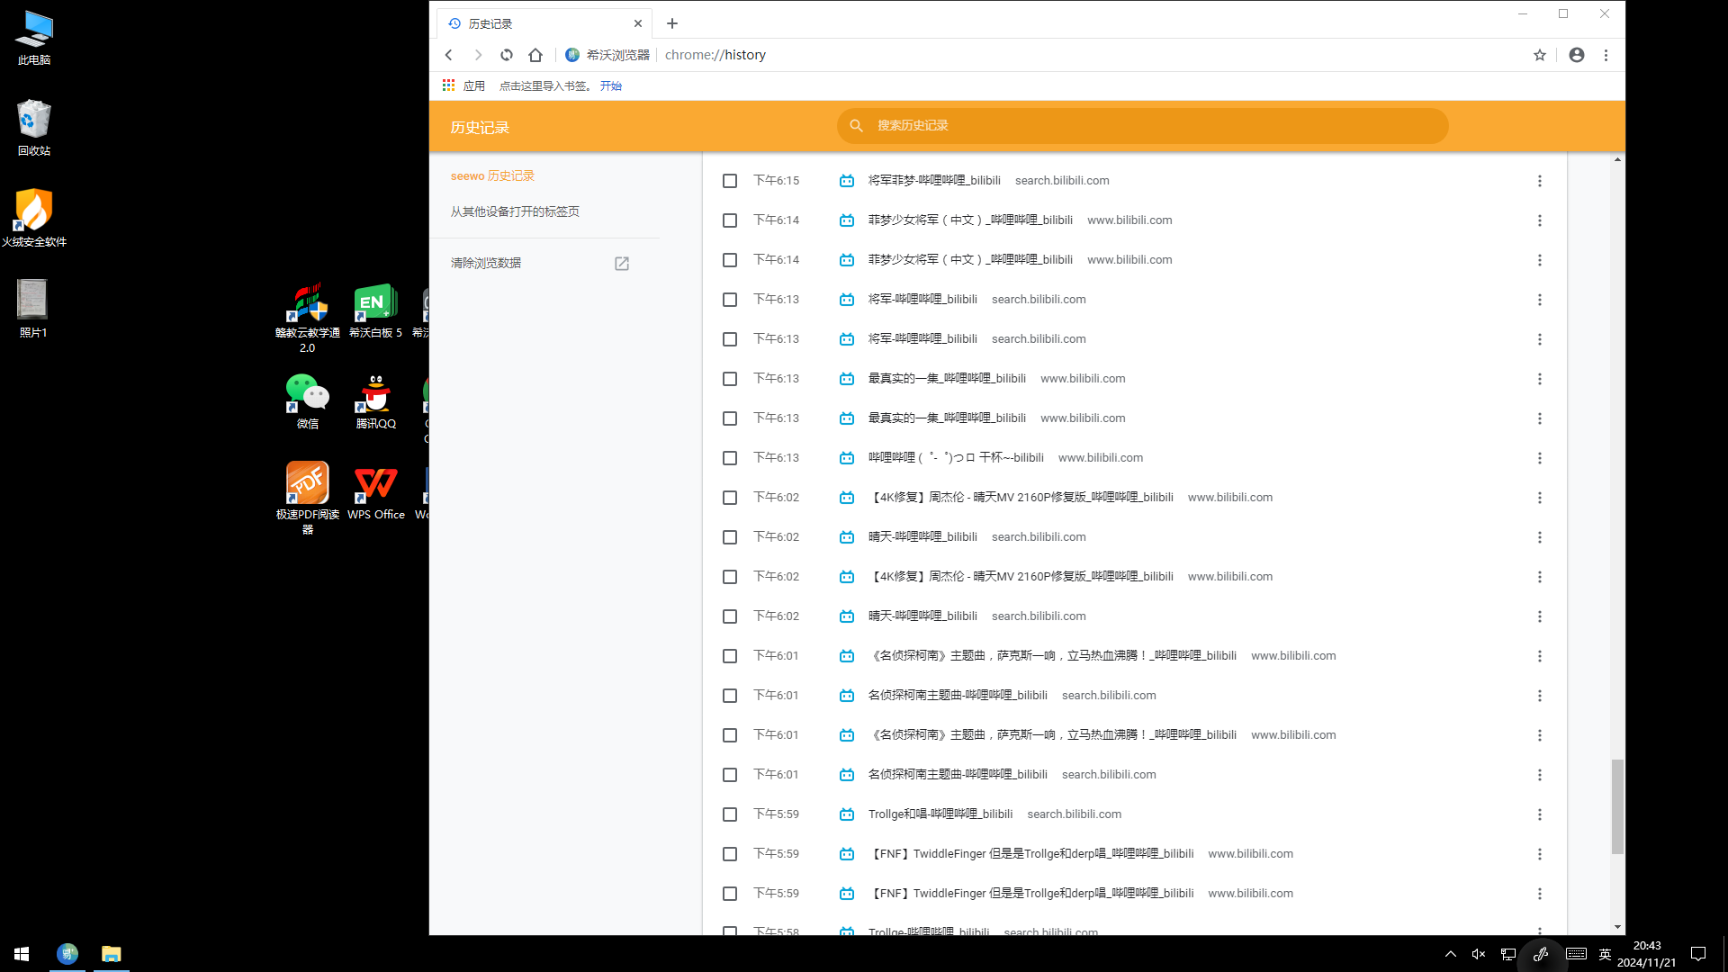 此电脑
回收站
火绒安全软件
照片1
赣教云教学通
2.0
希沃白板 5
微信
腾讯QQ
极速PDF阅读
器
WPS Office
历史记录
希沃浏览器
chrome://history
应用
点击这里导入书签。 开始
历史记录
搜索历史记录
seewo 历史记录
从其他设备打开的标签页
清除浏览数据
下午6:15 将军菲梦-哔哩哔哩_bilibili search.bilibili.com
下午6:14 菲梦少女将军（中文）_哔哩哔哩_bilibili www.bilibili.com
下午6:14 菲梦少女将军（中文）_哔哩哔哩_bilibili www.bilibili.com
下午6:13 将军-哔哩哔哩_bilibili search.bilibili.com
下午6:13 将军-哔哩哔哩_bilibili search.bilibili.com
下午6:13 最真实的一集_哔哩哔哩_bilibili www.bilibili.com
下午6:13 最真实的一集_哔哩哔哩_bilibili www.bilibili.com
下午6:13 哔哩哔哩 (゜-゜)つロ 干杯~-bilibili www.bilibili.com
下午6:02 【4K修复】周杰伦 - 晴天MV 2160P修复版_哔哩哔哩_bilibili www.bilibili.com
下午6:02 晴天-哔哩哔哩_bilibili search.bilibili.com
下午6:02 【4K修复】周杰伦 - 晴天MV 2160P修复版_哔哩哔哩_bilibili www.bilibili.com
下午6:02 晴天-哔哩哔哩_bilibili search.bilibili.com
下午6:01 《名侦探柯南》主题曲，萨克斯一响，立马热血沸腾！_哔哩哔哩_bilibili www.bilibili.com
下午6:01 名侦探柯南主题曲-哔哩哔哩_bilibili search.bilibili.com
下午6:01 《名侦探柯南》主题曲，萨克斯一响，立马热血沸腾！_哔哩哔哩_bilibili www.bilibili.com
下午6:01 名侦探柯南主题曲-哔哩哔哩_bilibili search.bilibili.com
下午5:59 Trollge和唱-哔哩哔哩_bilibili search.bilibili.com
下午5:59 【FNF】TwiddleFinger 但是是Trollge和derp唱_哔哩哔哩_bilibili www.bilibili.com
下午5:59 【FNF】TwiddleFinger 但是是Trollge和derp唱_哔哩哔哩_bilibili www.bilibili.com
下午5:58 Trollge-哔哩哔哩_bilibili search.bilibili.com
英
20:43
2024/11/21